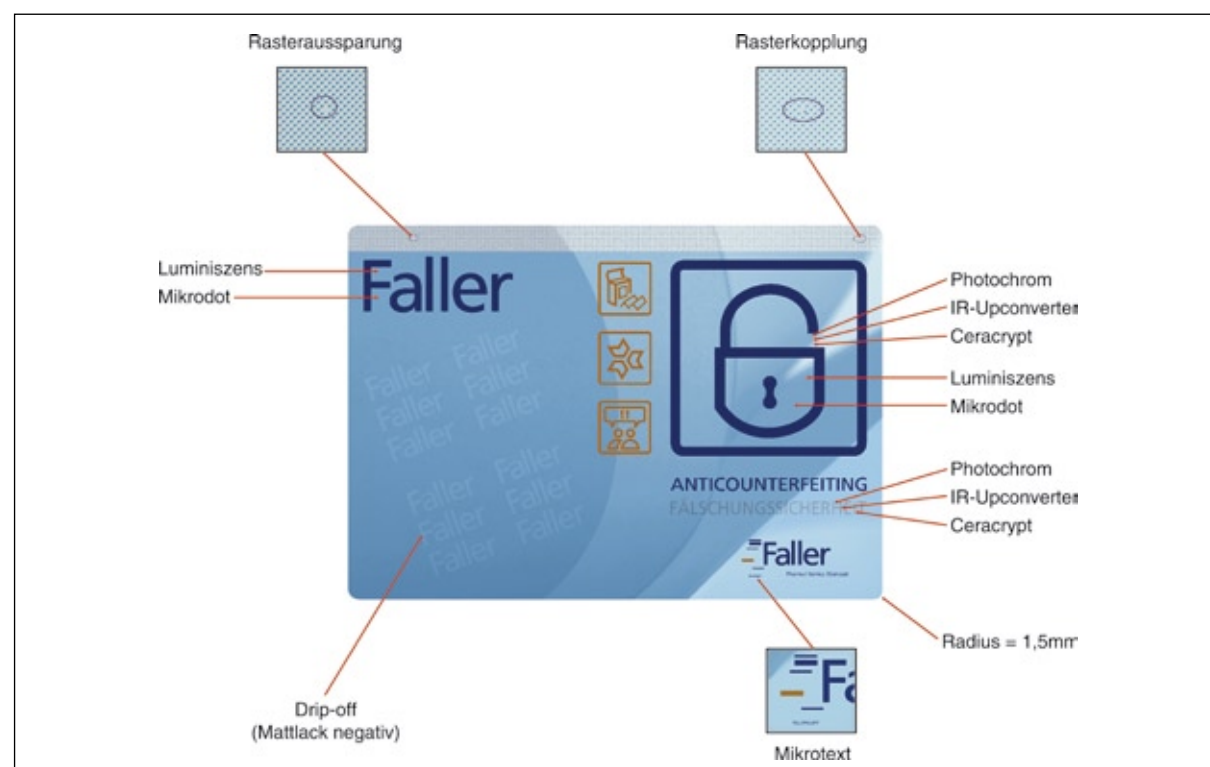 Rasteraussparung
Rasterkopplung
Luminiszens
Mikrodot
Faller
Photochrom
IR-Upconverter
Ceracrypt
Luminiszens
Mikrodot
!!
Faller
Faller
Faller
Faller
Faller
Faller
Faller
Faller
Faller
Faller
Faller
Faller
ANTICOUNTERFEITING
FÄLSCHUNGSSICHERHEIT
Photochrom
IR-Upconverter
Ceracrypt
Faller
Radius = 1,5mm
Fa
Drip-off
(Mattlack negativ)
Mikrotext